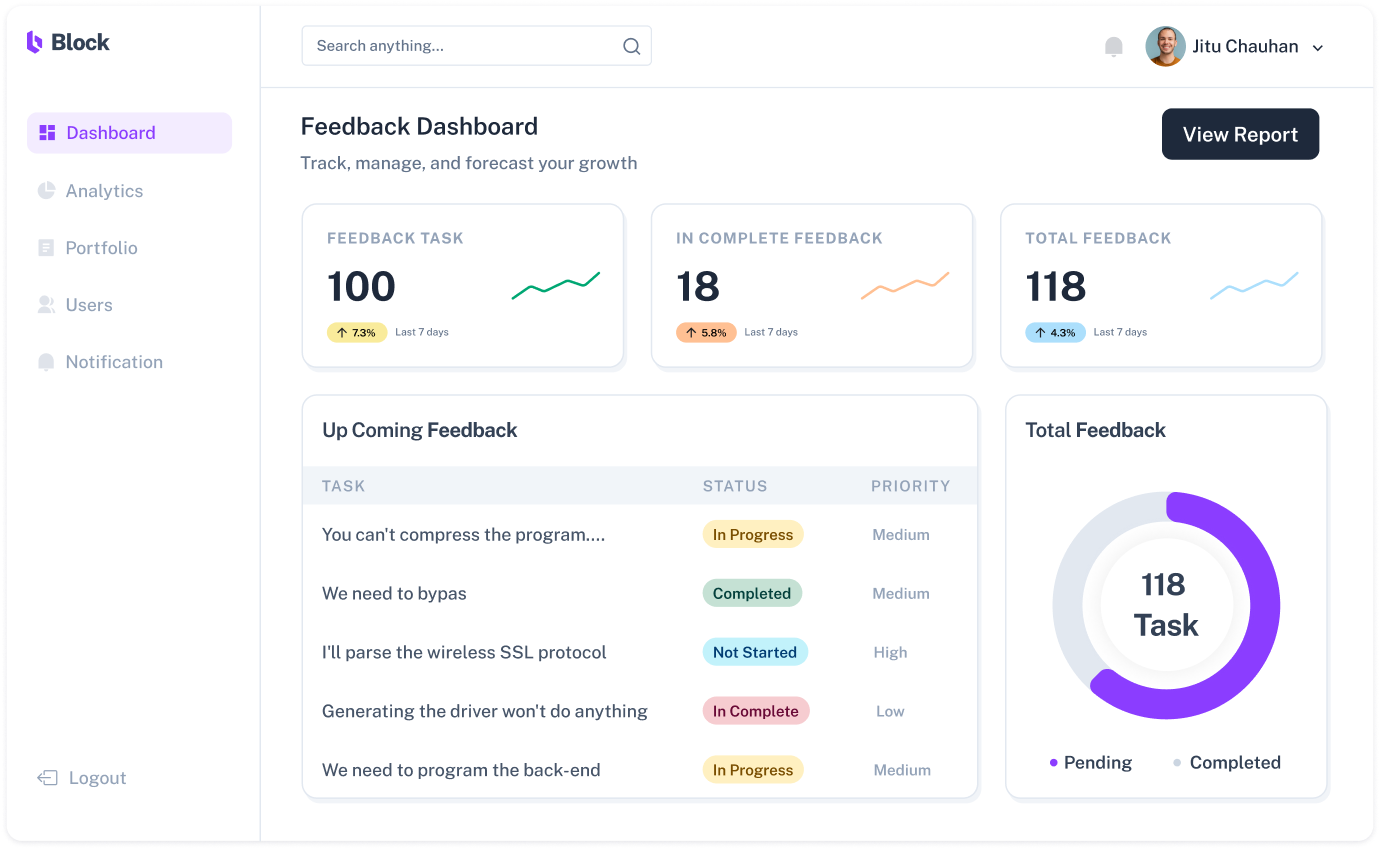 Block
Search anything...
Jitu Chauhan
Dashboard
Analytics
Portfolio
Users
Notification
Logout
Feedback Dashboard
Track, manage, and forecast your growth
View Report
FEEDBACK TASK
100
↑ 7.3% Last 7 days
IN COMPLETE FEEDBACK
18
↑ 5.8% Last 7 days
TOTAL FEEDBACK
118
↑ 4.3% Last 7 days
Up Coming Feedback
TASK STATUS PRIORITY
You can't compress the program.... In Progress Medium
We need to bypas Completed Medium
I'll parse the wireless SSL protocol Not Started High
Generating the driver won't do anything In Complete Low
We need to program the back-end In Progress Medium
Total Feedback
118
Task
Pending Completed